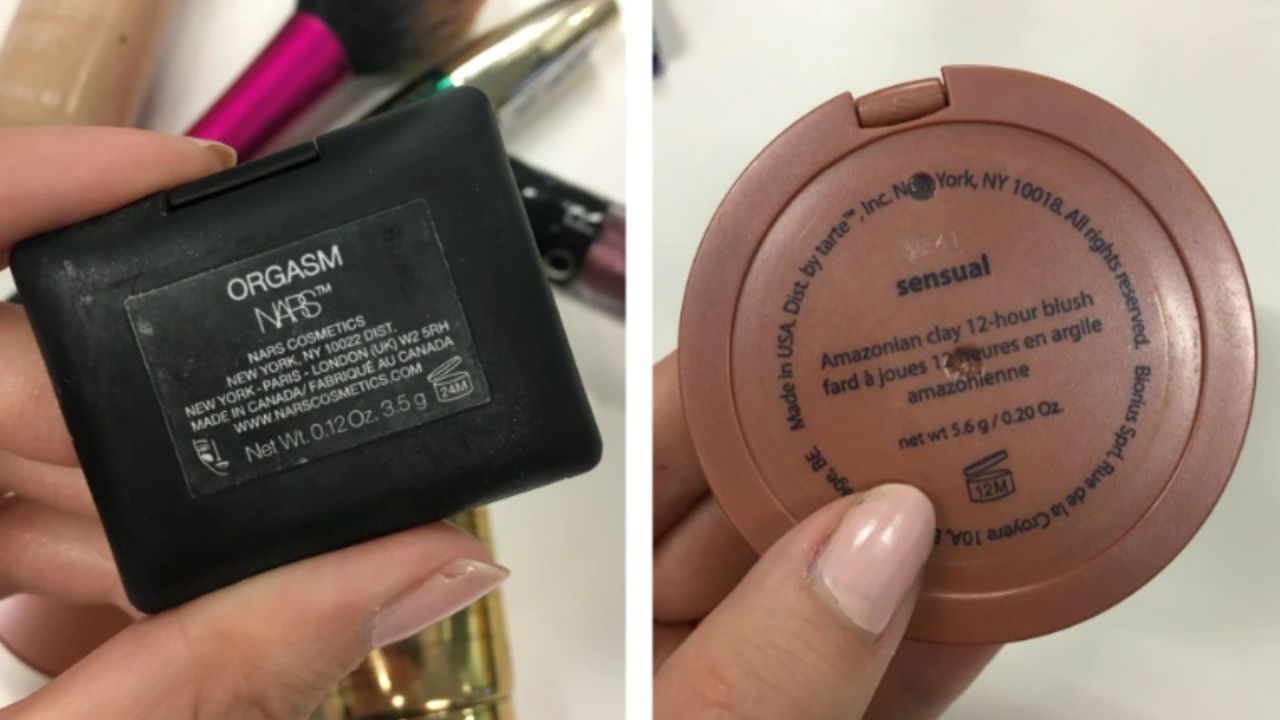 ORGASM
NARS™
NARS COSMETICS
NEW YORK, NY 10022 DIST.
NEW YORK - PARIS - LONDON (UK) W2 5RH
MADE IN CANADA/ FABRIQUÉ AU CANADA
WWW.NARSCOSMETICS.COM
24M
Net Wt. 0.12 Oz. 3.5 g
Made in USA. Dist. by tarte™, Inc. New York, NY 10018. All rights reserved. Biorius Sprl, Rue de la Croyere 10A,
sensual
Amazonian clay 12-hour blush
fard à joues 12 heures en argile
amazonienne
net wt 5.6 g / 0.20 Oz.
12M
BE.